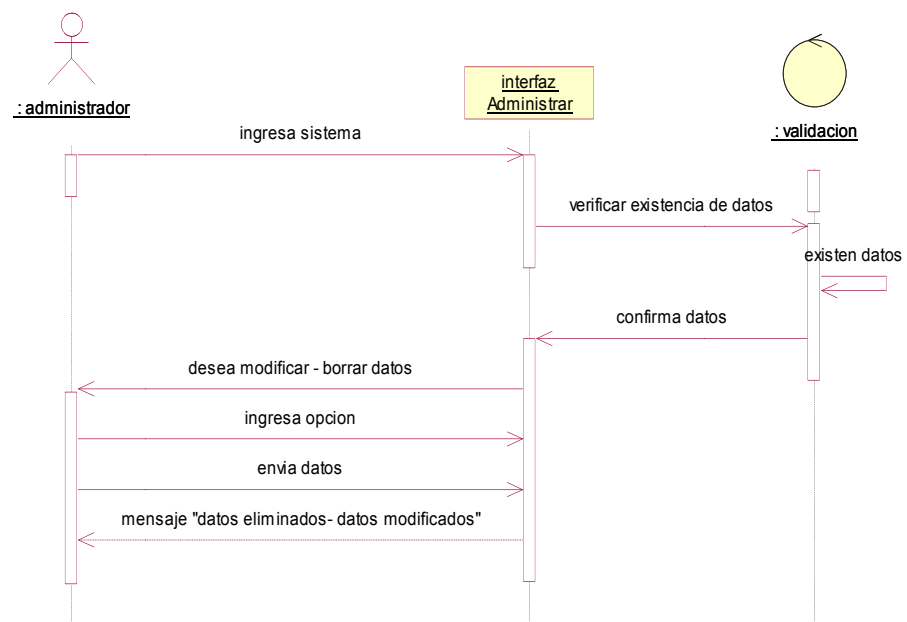 : administrador
interfaz
Administrar
: validacion
ingresa sistema
verificar existencia de datos
existen datos
confirma datos
desea modificar - borrar datos
ingresa opcion
envia datos
mensaje "datos eliminados- datos modificados"